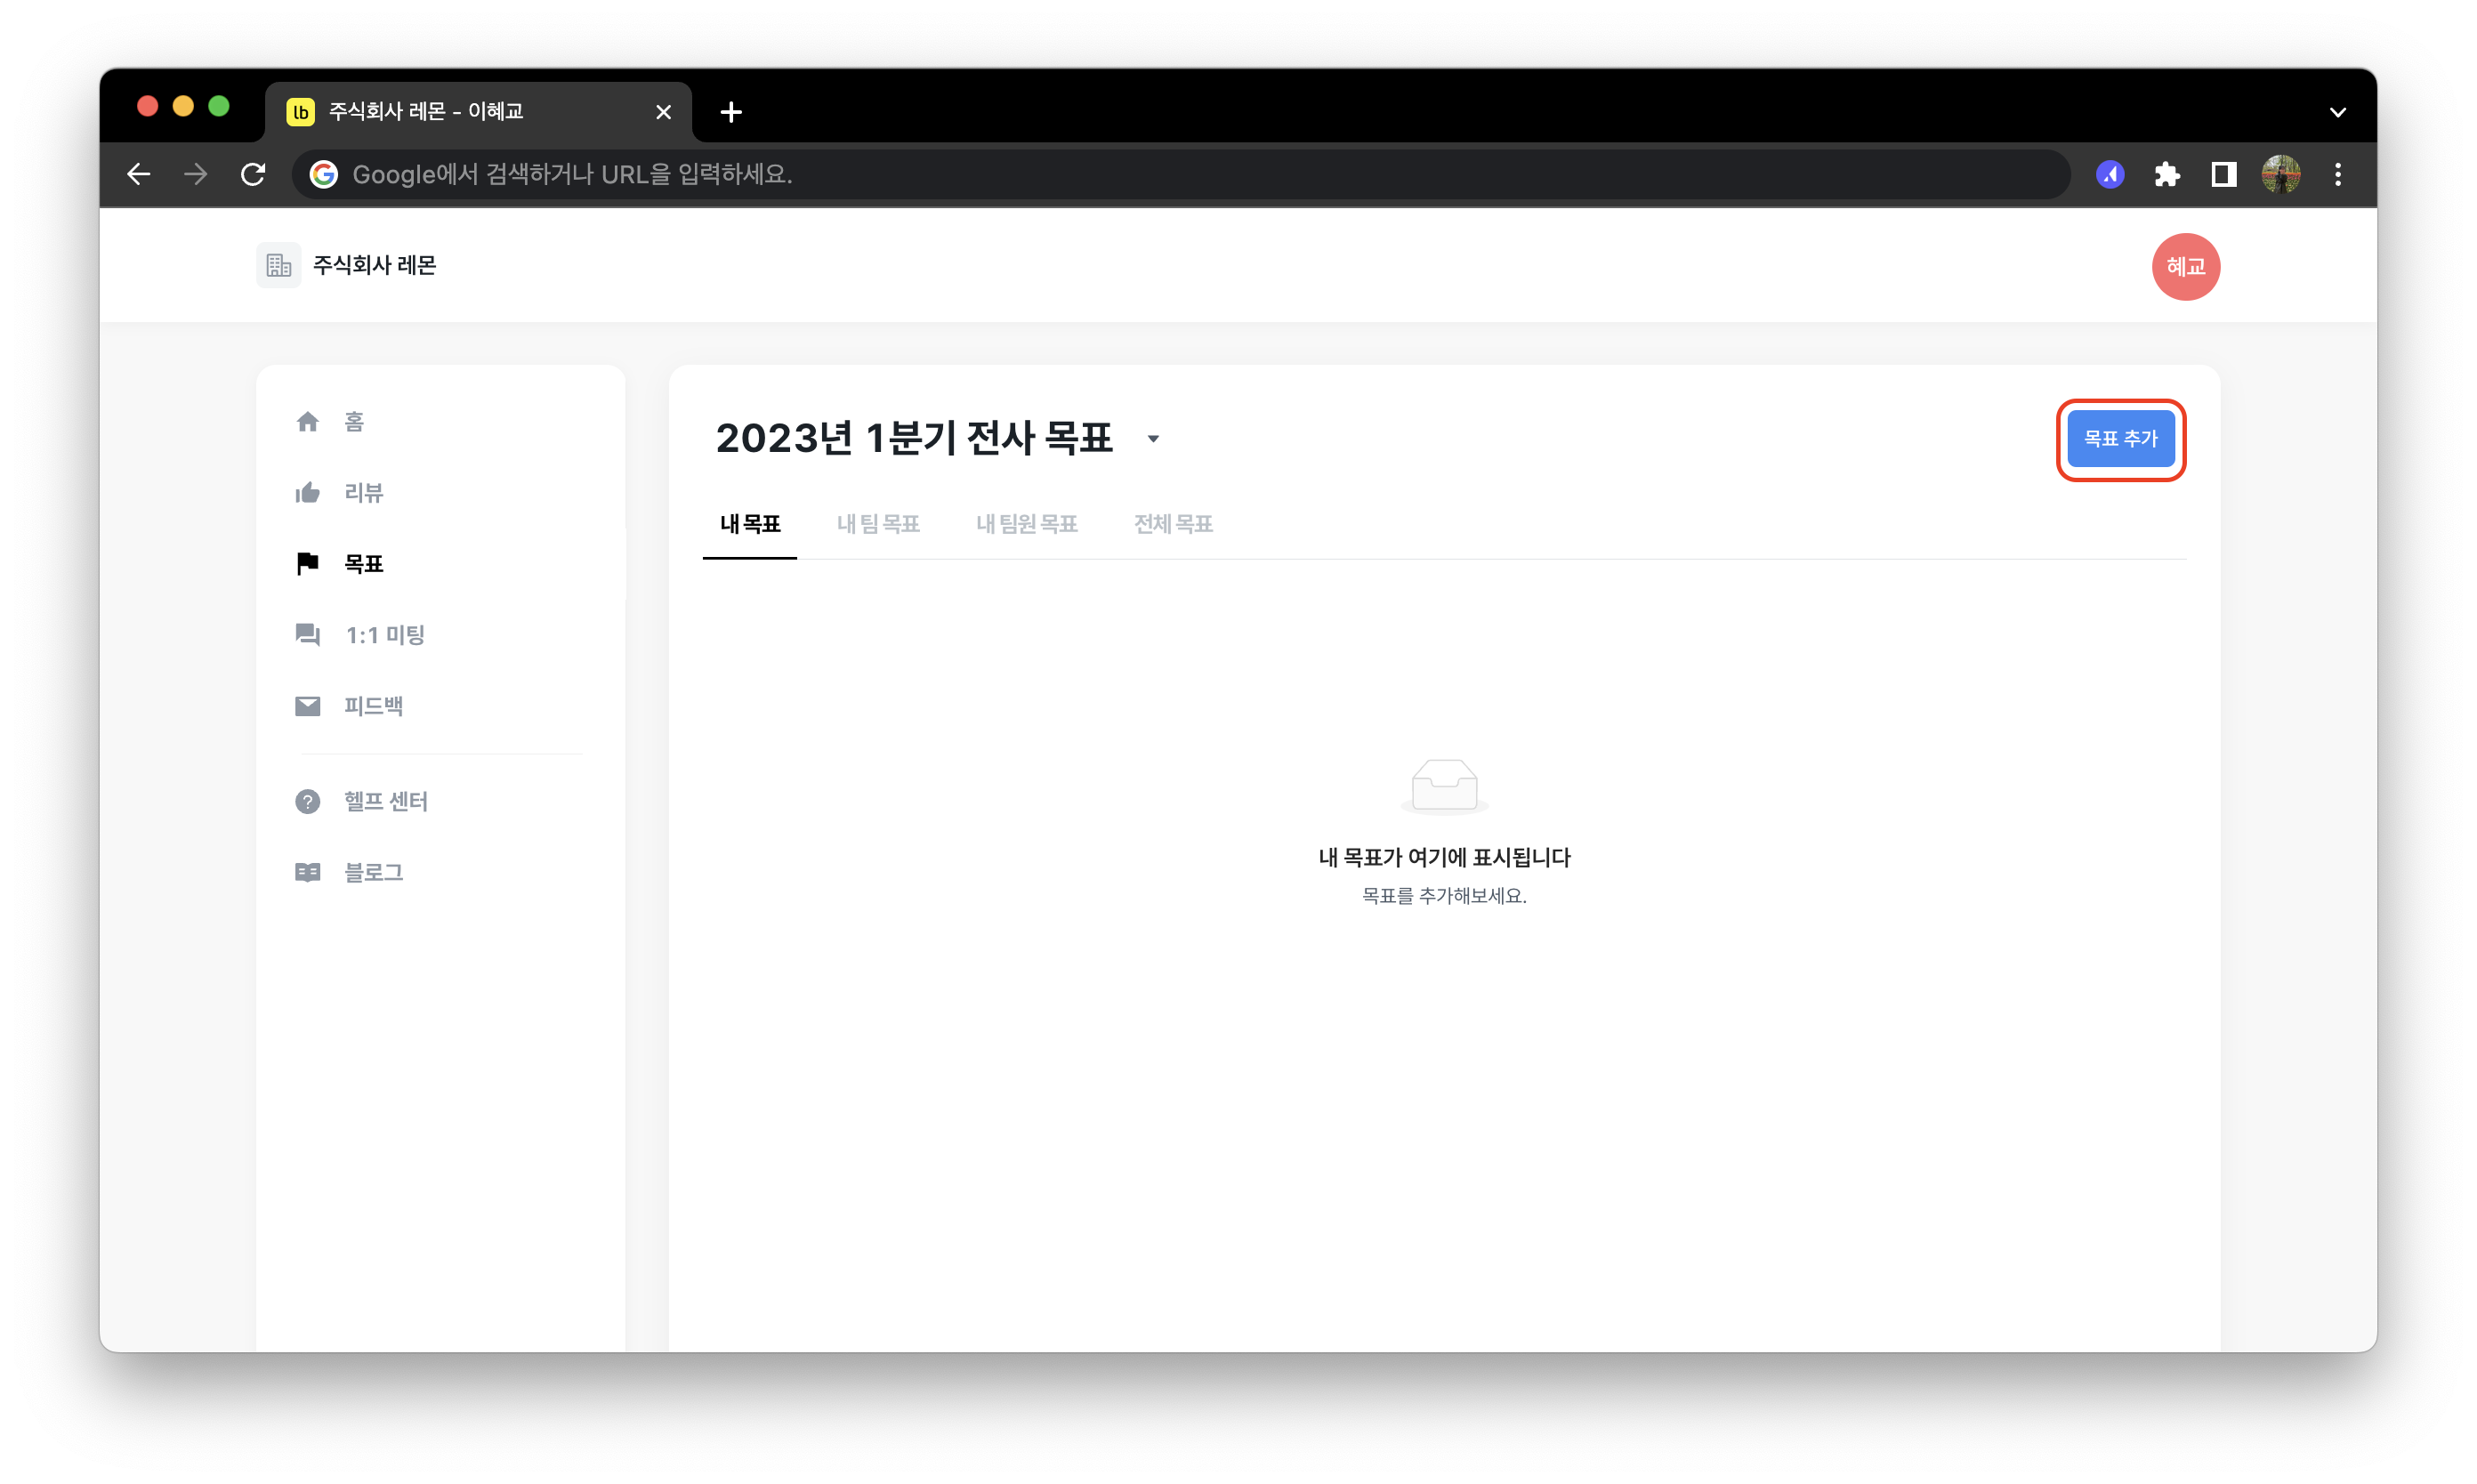 lb 주식회사 레몬 - 이혜교
Google에서 검색하거나 URL을 입력하세요.
주식회사 레몬
혜교
홈
리뷰
목표
1:1 미팅
피드백
헬프 센터
블로그
2023년 1분기 전사 목표
목표 추가
내 목표 내 팀 목표 내 팀원 목표 전체 목표
내 목표가 여기에 표시됩니다
목표를 추가해보세요.